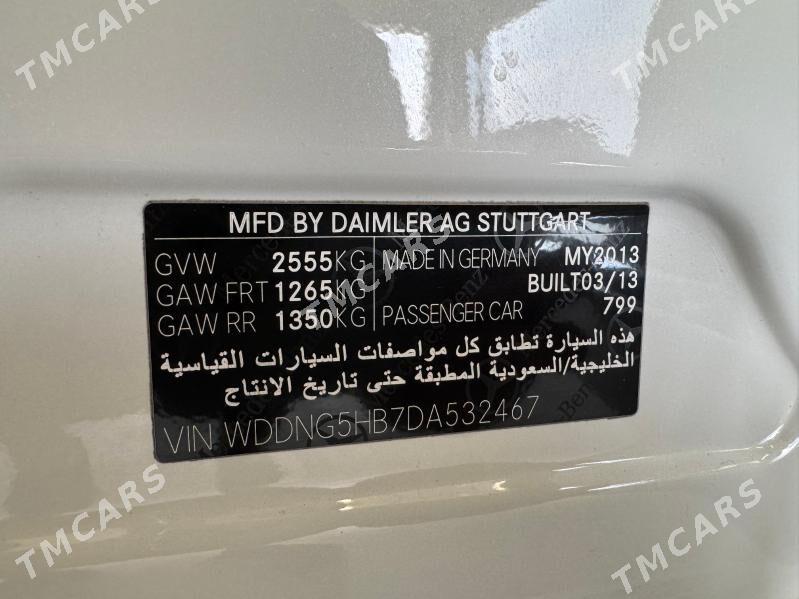 MFD BY DAIMLER AG STUTTGART
GVW 2555KG MADE IN GERMANY MY2013
GAW FRT 1265KG BUILT03/13
GAW RR 1350KG PASSENGER CAR 799
هذه السيارة تطابق كل مواصفات السيارات القياسية
الخليجية/السعودية المطبقة حتى تاريخ الانتاج
VIN WDDNG5HB7DA532467
TMCARS
TMCARS
TMCARS
TMCARS
TMCARS